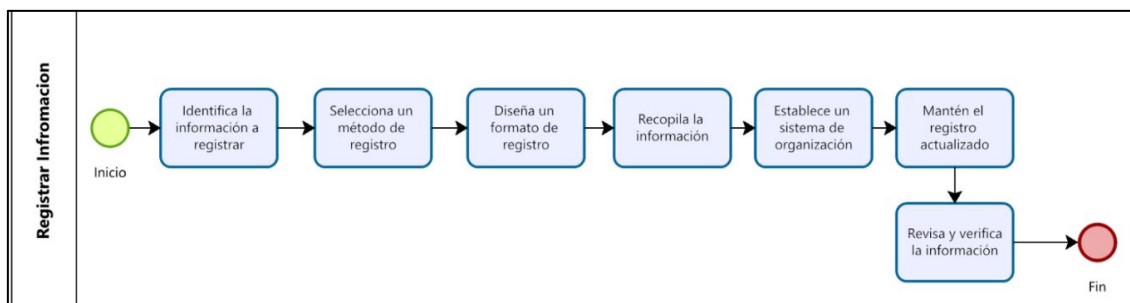 Registrar Infromacion
Inicio
Identifica la
información a
registrar
Selecciona un
método de
registro
Diseña un
formato de
registro
Recopila la
información
Establece un
sistema de
organización
Mantén el
registro
actualizado
Revisa y verifica
la información
Fin